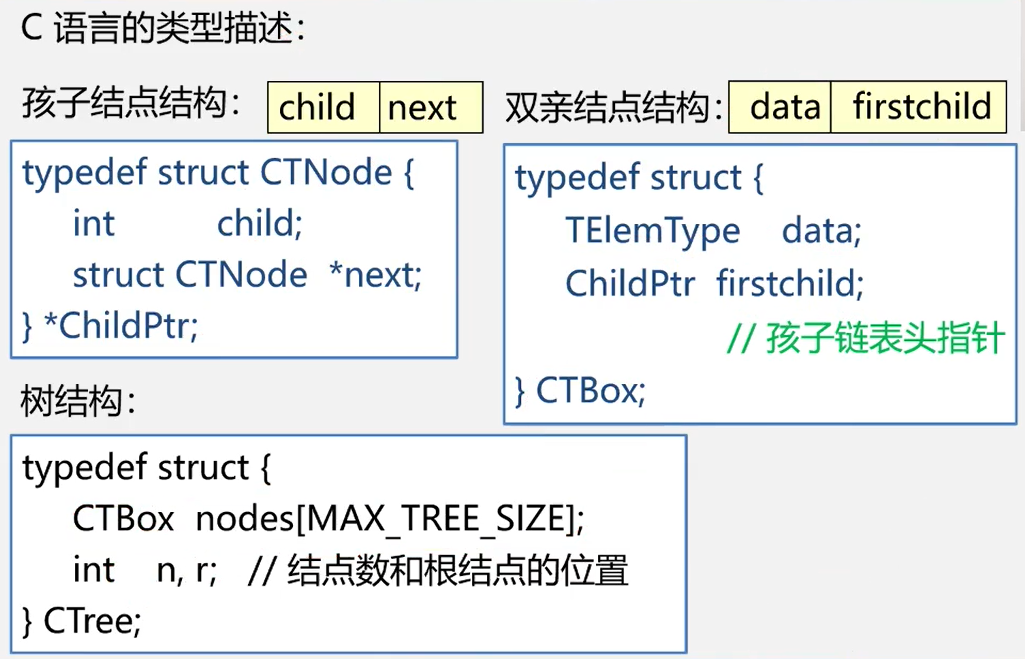 C 语言的类型描述：
孩子结点结构： child next
typedef struct CTNode {
int child;
struct CTNode *next;
} *ChildPtr;
双亲结点结构： data firstchild
typedef struct {
TElemType data;
ChildPtr firstchild;
// 孩子链表头指针
} CTBox;
树结构：
typedef struct {
CTBox nodes[MAX_TREE_SIZE];
int n, r; // 结点数和根结点的位置
} CTree;